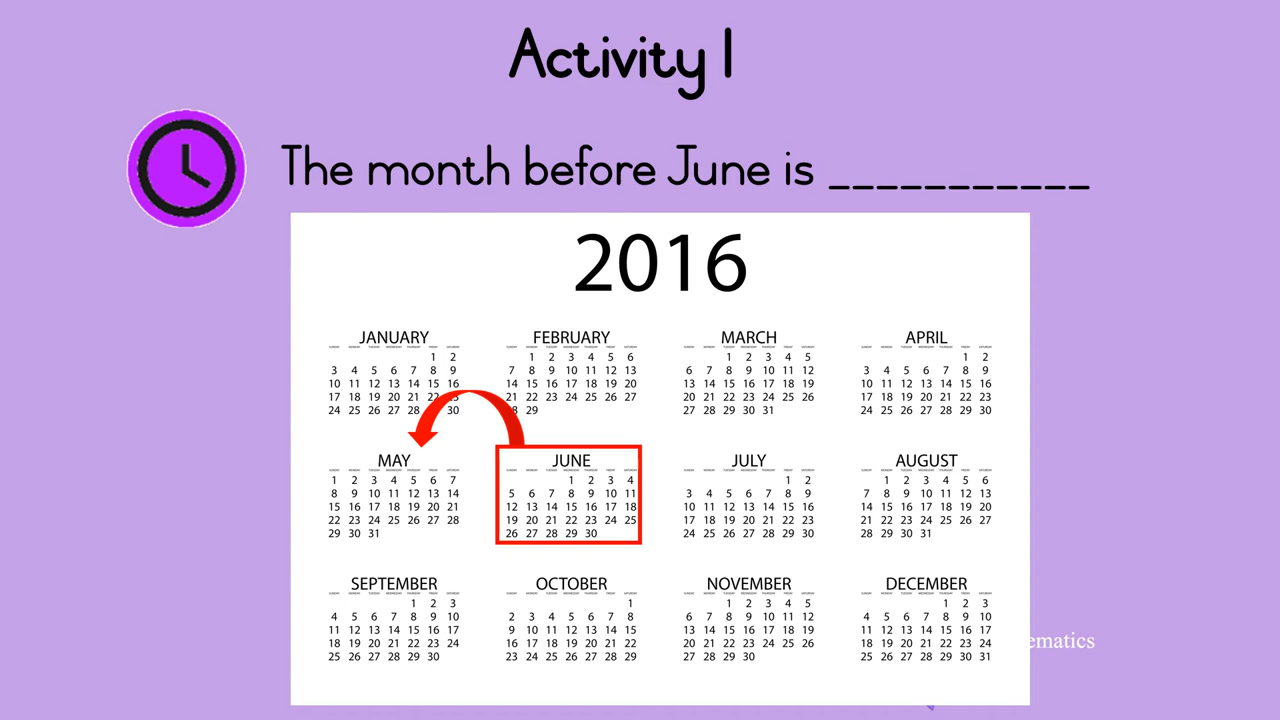 Activity 1
The month before June is ___________
2016
JANUARY
1 2
3 4 5 6 7 8 9
10 11 12 13 14 15 16
17 18 19 20 21 22
24 25 26 27 28 30
FEBRUARY
1 2 3 4 5 6
7 8 9 10 11 12 13
14 15 16 17 18 19 20
21 22 23 24 25 26 27
28 29
MARCH
1 2 3 4 5
6 7 8 9 10 11 12
13 14 15 16 17 18 19
20 21 22 23 24 25 26
27 28 29 30 31
APRIL
1 2
3 4 5 6 7 8 9
10 11 12 13 14 15 16
17 18 19 20 21 22 23
24 25 26 27 28 29 30
MAY
1 2 3 4 5 6 7
8 9 10 11 12 13 14
15 16 17 18 19 20 21
22 23 24 25 26 27 28
29 30 31
JUNE
1 2 3 4
5 6 7 8 9 10 11
12 13 14 15 16 17 18
19 20 21 22 23 24 25
26 27 28 29 30
JULY
1 2
3 4 5 6 7 8 9
10 11 12 13 14 15 16
17 18 19 20 21 22 23
24 25 26 27 28 29 30
AUGUST
1 2 3 4 5 6
7 8 9 10 11 12 13
14 15 16 17 18 19 20
21 22 23 24 25 26 27
28 29 30 31
SEPTEMBER
1 2 3
4 5 6 7 8 9 10
11 12 13 14 15 16 17
18 19 20 21 22 23 24
25 26 27 28 29 30
OCTOBER
1
2 3 4 5 6 7 8
9 10 11 12 13 14 15
16 17 18 19 20 21 22
23 24 25 26 27 28 29
NOVEMBER
1 2 3 4 5
6 7 8 9 10 11 12
13 14 15 16 17 18 19
20 21 22 23 24 25 26
27 28 29 30
DECEMBER
1 2 3
4 5 6 7 8 9 10
11 12 13 14 15 16 17
18 19 20 21 22 23 24
25 26 27 28 29 30 31
ematics